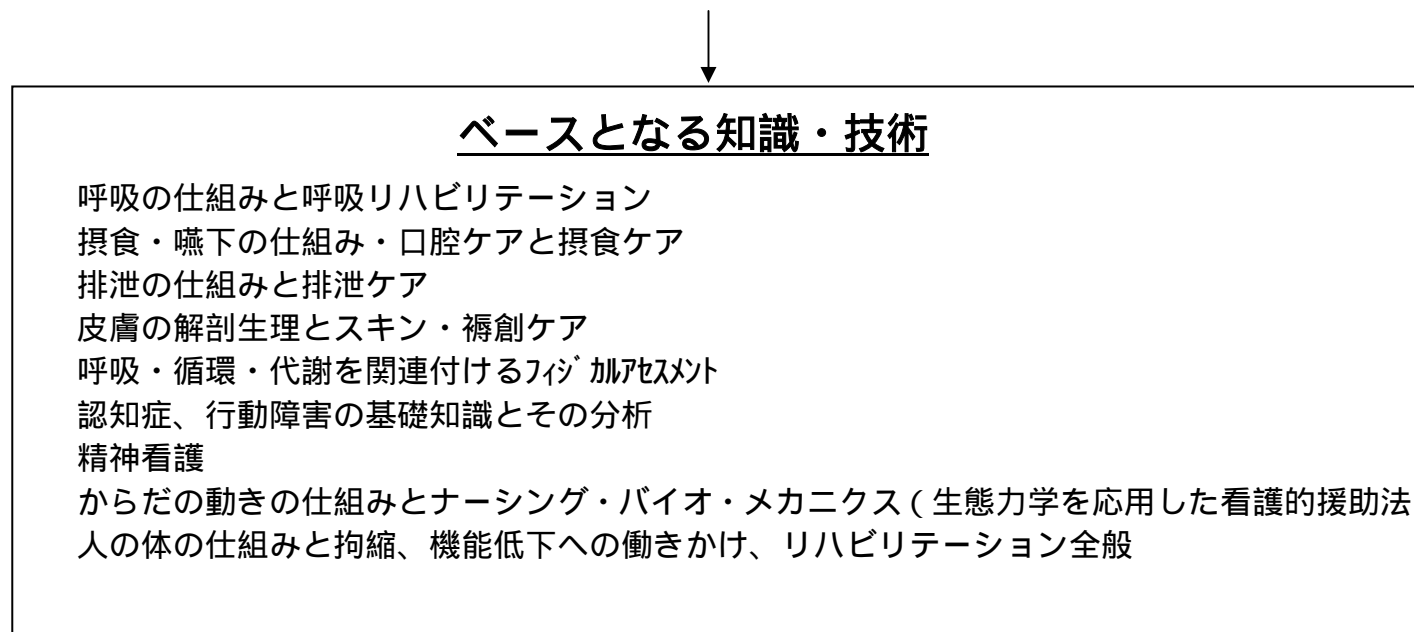 ベースとなる知識・技術
呼吸の仕組みと呼吸リハビリテーション
摂食・嚥下の仕組み・口腔ケアと摂食ケア
排泄の仕組みと排泄ケア
皮膚の解剖生理とスキン・褥創ケア
呼吸・循環・代謝を関連付けるﾌｨｼﾞｶﾙｱｾｽﾒﾝﾄ
認知症、行動障害の基礎知識とその分析
精神看護
からだの動きの仕組みとナーシング・バイオ・メカニクス（生態力学を応用した看護的援助法
人の体の仕組みと拘縮、機能低下への働きかけ、リハビリテーション全般